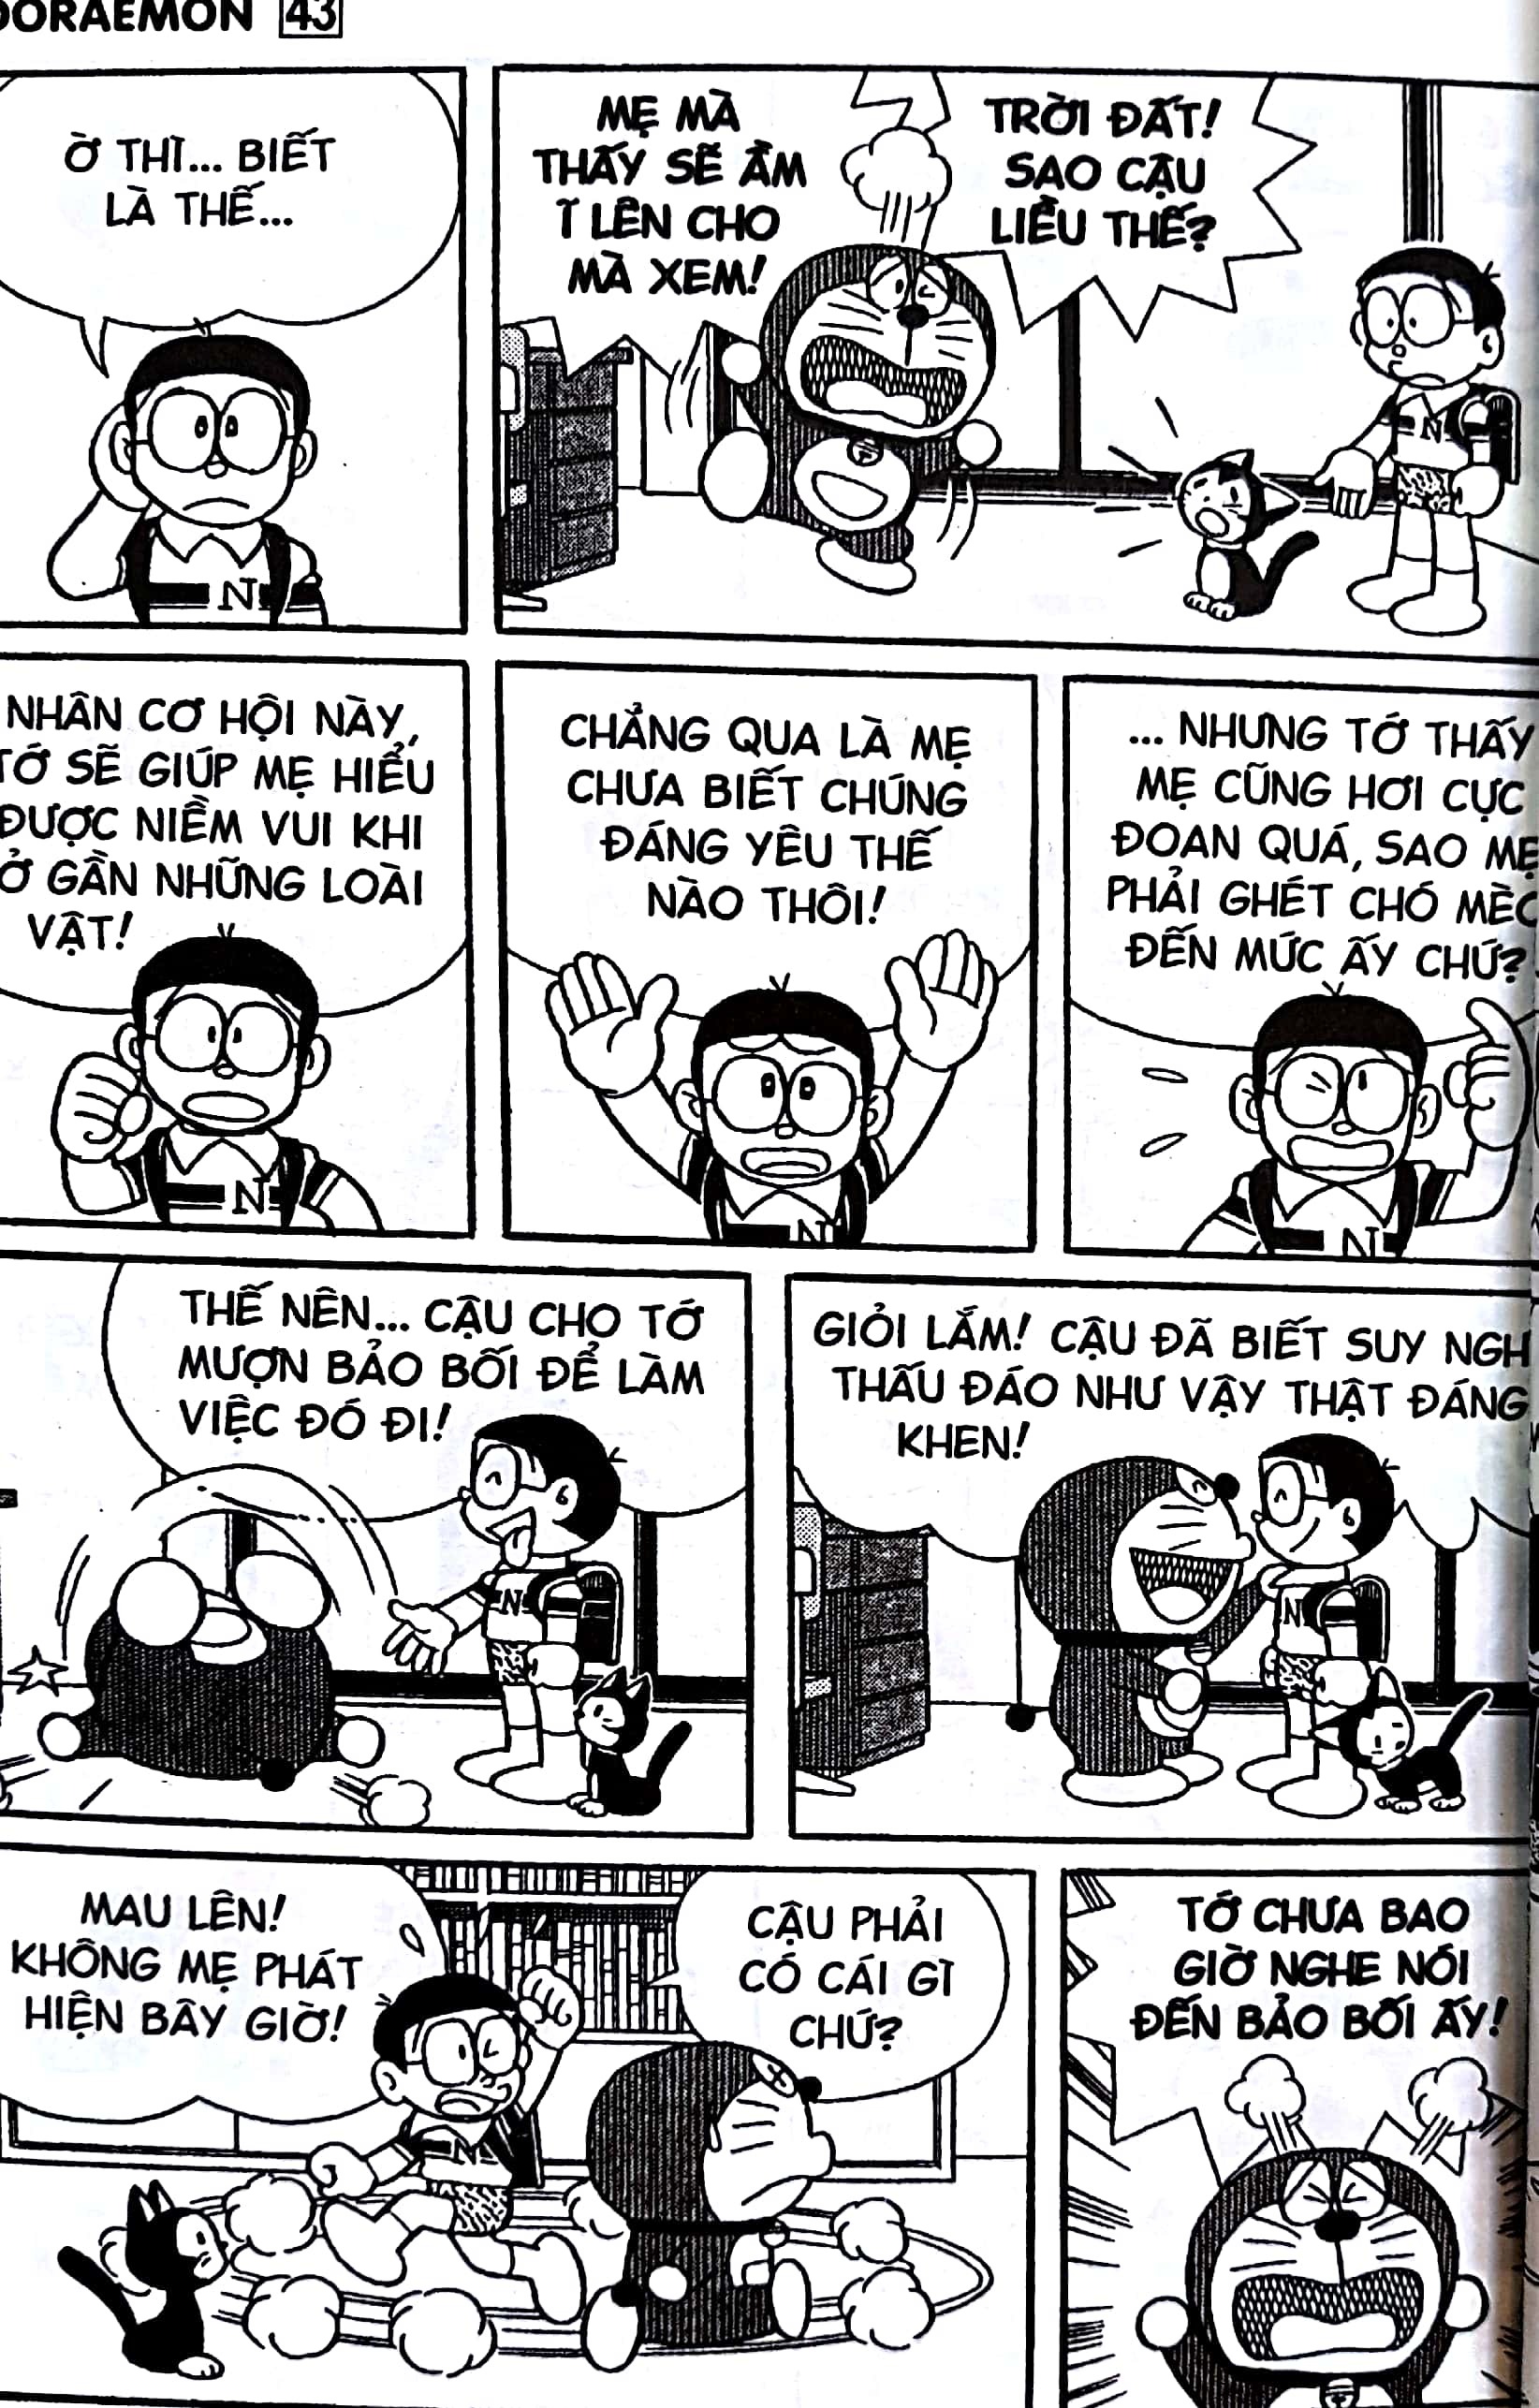 DORAEMON 43
TRỜI ĐẤT!
SAO CẬU
LIỀU THẾ?
MẸ MÀ
THẤY SẼ ẦM
Ĩ LÊN CHO
MÀ XEM!
Ờ THÌ... BIẾT
LÀ THẾ...
... NHƯNG TỚ THẤY
MẸ CŨNG HƠI CỰC
ĐOAN QUÁ, SAO MẸ
PHẢI GHÉT CHÓ MÈO
ĐẾN MỨC ẤY CHỨ?
CHẲNG QUA LÀ MẸ
CHƯA BIẾT CHÚNG
ĐÁNG YÊU THẾ
NÀO THÔI!
NHÂN CƠ HỘI NÀY,
TỚ SẼ GIÚP MẸ HIỂU
ĐƯỢC NIỀM VUI KHI
Ở GẦN NHỮNG LOÀI
VẬT!
GIỎI LẮM! CẬU ĐÃ BIẾT SUY
THẤU ĐÁO NHƯ VẬY THẬT ĐÁNG
KHEN!
THẾ NÊN... CẬU CHO TỚ
MƯỢN BẢO BỐI ĐỂ LÀM
VIỆC ĐÓ ĐI!
TỚ CHƯA BAO
GIỜ NGHE NÓI
ĐẾN BẢO BỐI ẤY!
CẬU PHẢI
CÓ CÁI GÌ
CHỨ?
MAU LÊN!
KHÔNG MẸ PHÁT
HIỆN BÂY GIỜ!